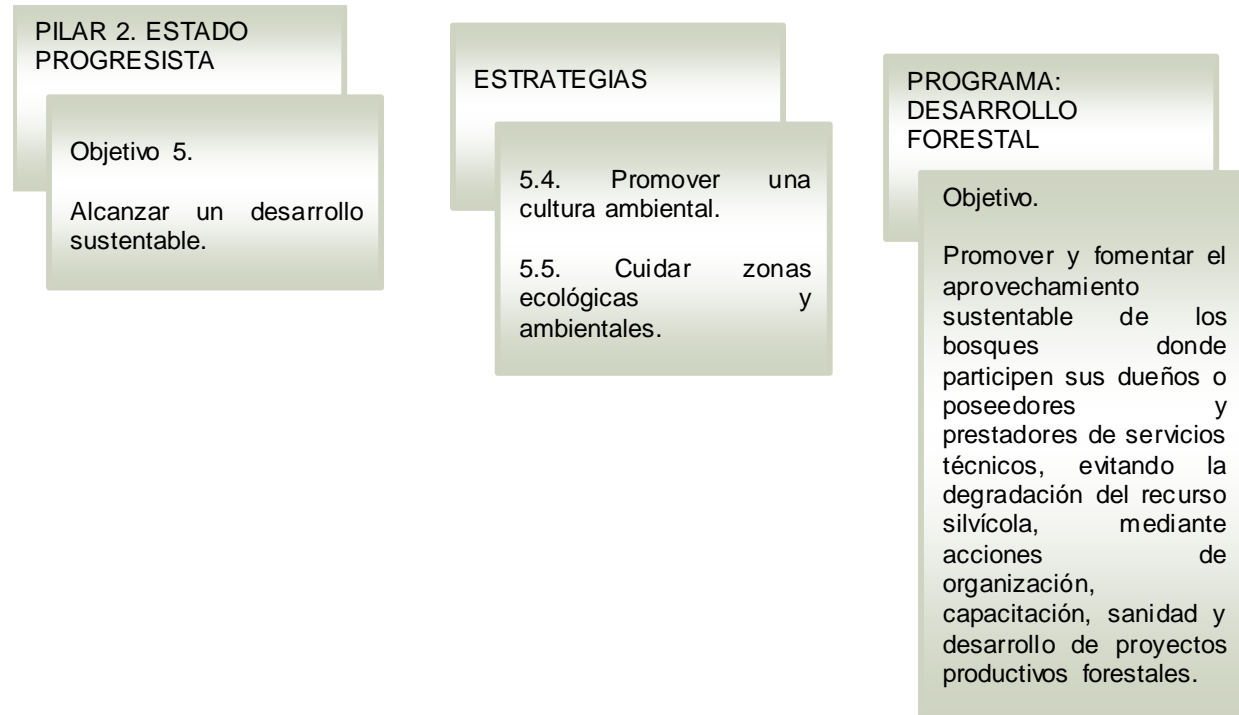 PILAR 2. ESTADO
PROGRESISTA
Objetivo 5.
Alcanzar un desarrollo
sustentable.
ESTRATEGIAS
5.4. Promover una
cultura ambiental.
5.5. Cuidar zonas
ecológicas y
ambientales.
PROGRAMA:
DESARROLLO
FORESTAL
Objetivo.
Promover y fomentar el
aprovechamiento
sustentable de los
bosques donde
participen sus dueños o
poseedores y
prestadores de servicios
técnicos, evitando la
degradación del recurso
silvícola, mediante
acciones de
organización,
capacitación, sanidad y
desarrollo de proyectos
productivos forestales.